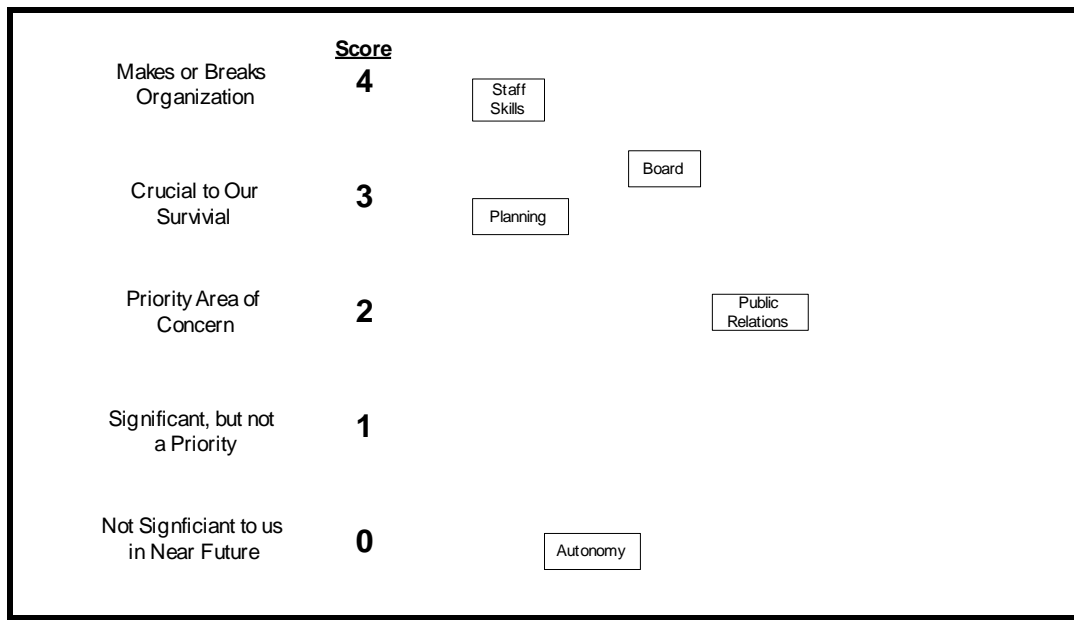 Score
Makes or Breaks
Organization
4
Staff
Skills
Board
Crucial to Our
Survivial
3
Planning
Priority Area of
Concern
2
Public
Relations
Significant, but not
a Priority
1
Not Signficiant to us
in Near Future
0
Autonomy